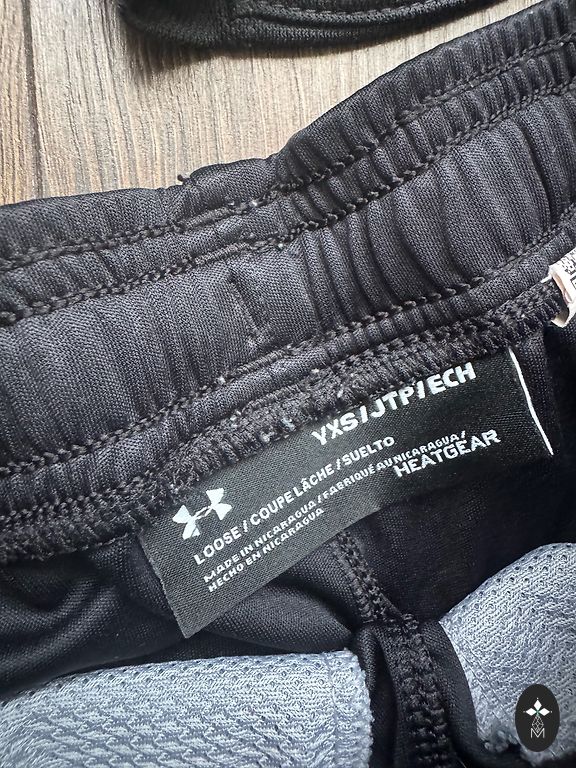 YXS/JTP/ECH
LOOSE / COUPE LÂCHE / SUELTO
HEATGEAR
MADE IN NICARAGUA / FABRIQUÉ AU NICARAGUA/
HECHO EN NICARAGUA
M